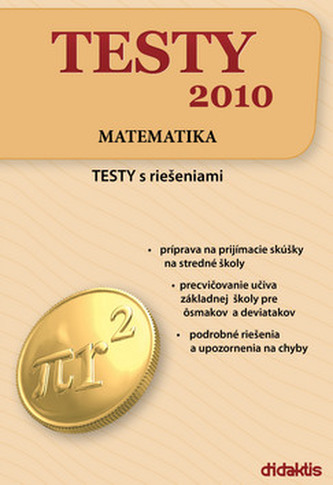 TESTY
2010
MATEMATIKA
TESTY s riešeniami
• príprava na prijímacie skúšky
na stredné školy
• precvičovanie učiva
základnej školy pre
ôsmakov a deviatakov
• podrobné riešenia
a upozornenia na chyby
πr²
didaktis